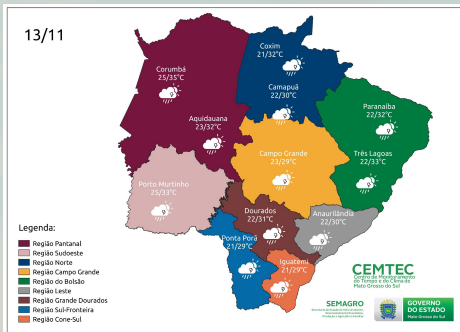 13/11
Coxim
21/32°C
Corumbá
25/35°C
Camapuã
22/30°C
Paranaíba
22/32°C
Aquidauana
23/32°C
Campo Grande
23/29°C
Três Lagoas
22/33°C
Porto Murtinho
25/33°C
Dourados
22/31°C
Anaurilândia
22/30°C
Ponta Porã
21/29°C
Iguatemi
21/29°C
Legenda:
Região Pantanal
Região Sudoeste
Região Norte
Região Campo Grande
Região do Bolsão
Região Leste
Região Grande Dourados
Região Sul-Fronteira
Região Cone-Sul
CEMTEC
Centro de Monitoramento
do Tempo e do Clima de
Mato Grosso do Sul
SEMAGRO
GOVERNO
DO ESTADO
Mato Grosso do Sul